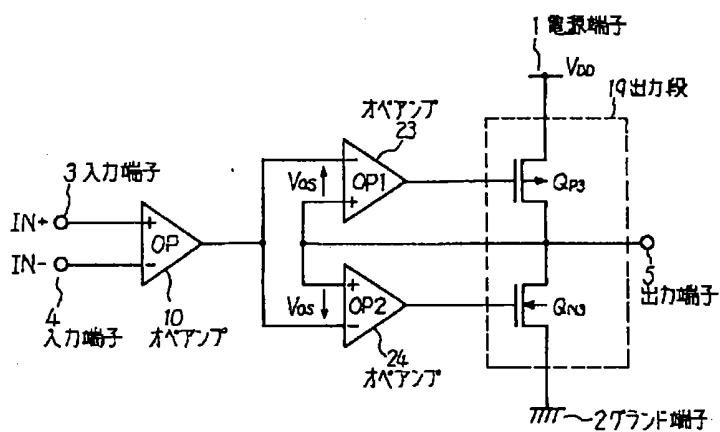 1 電源端子
VDD
19 出力段
オペアンプ
23
3 入力端子
IN+
IN-
4
入力端子
+
OP
-
10
オペアンプ
VOS
-
OP1
+
QP3
5
出力端子
VOS
+
OP2
-
QN3
24
オペアンプ
2 グランド端子